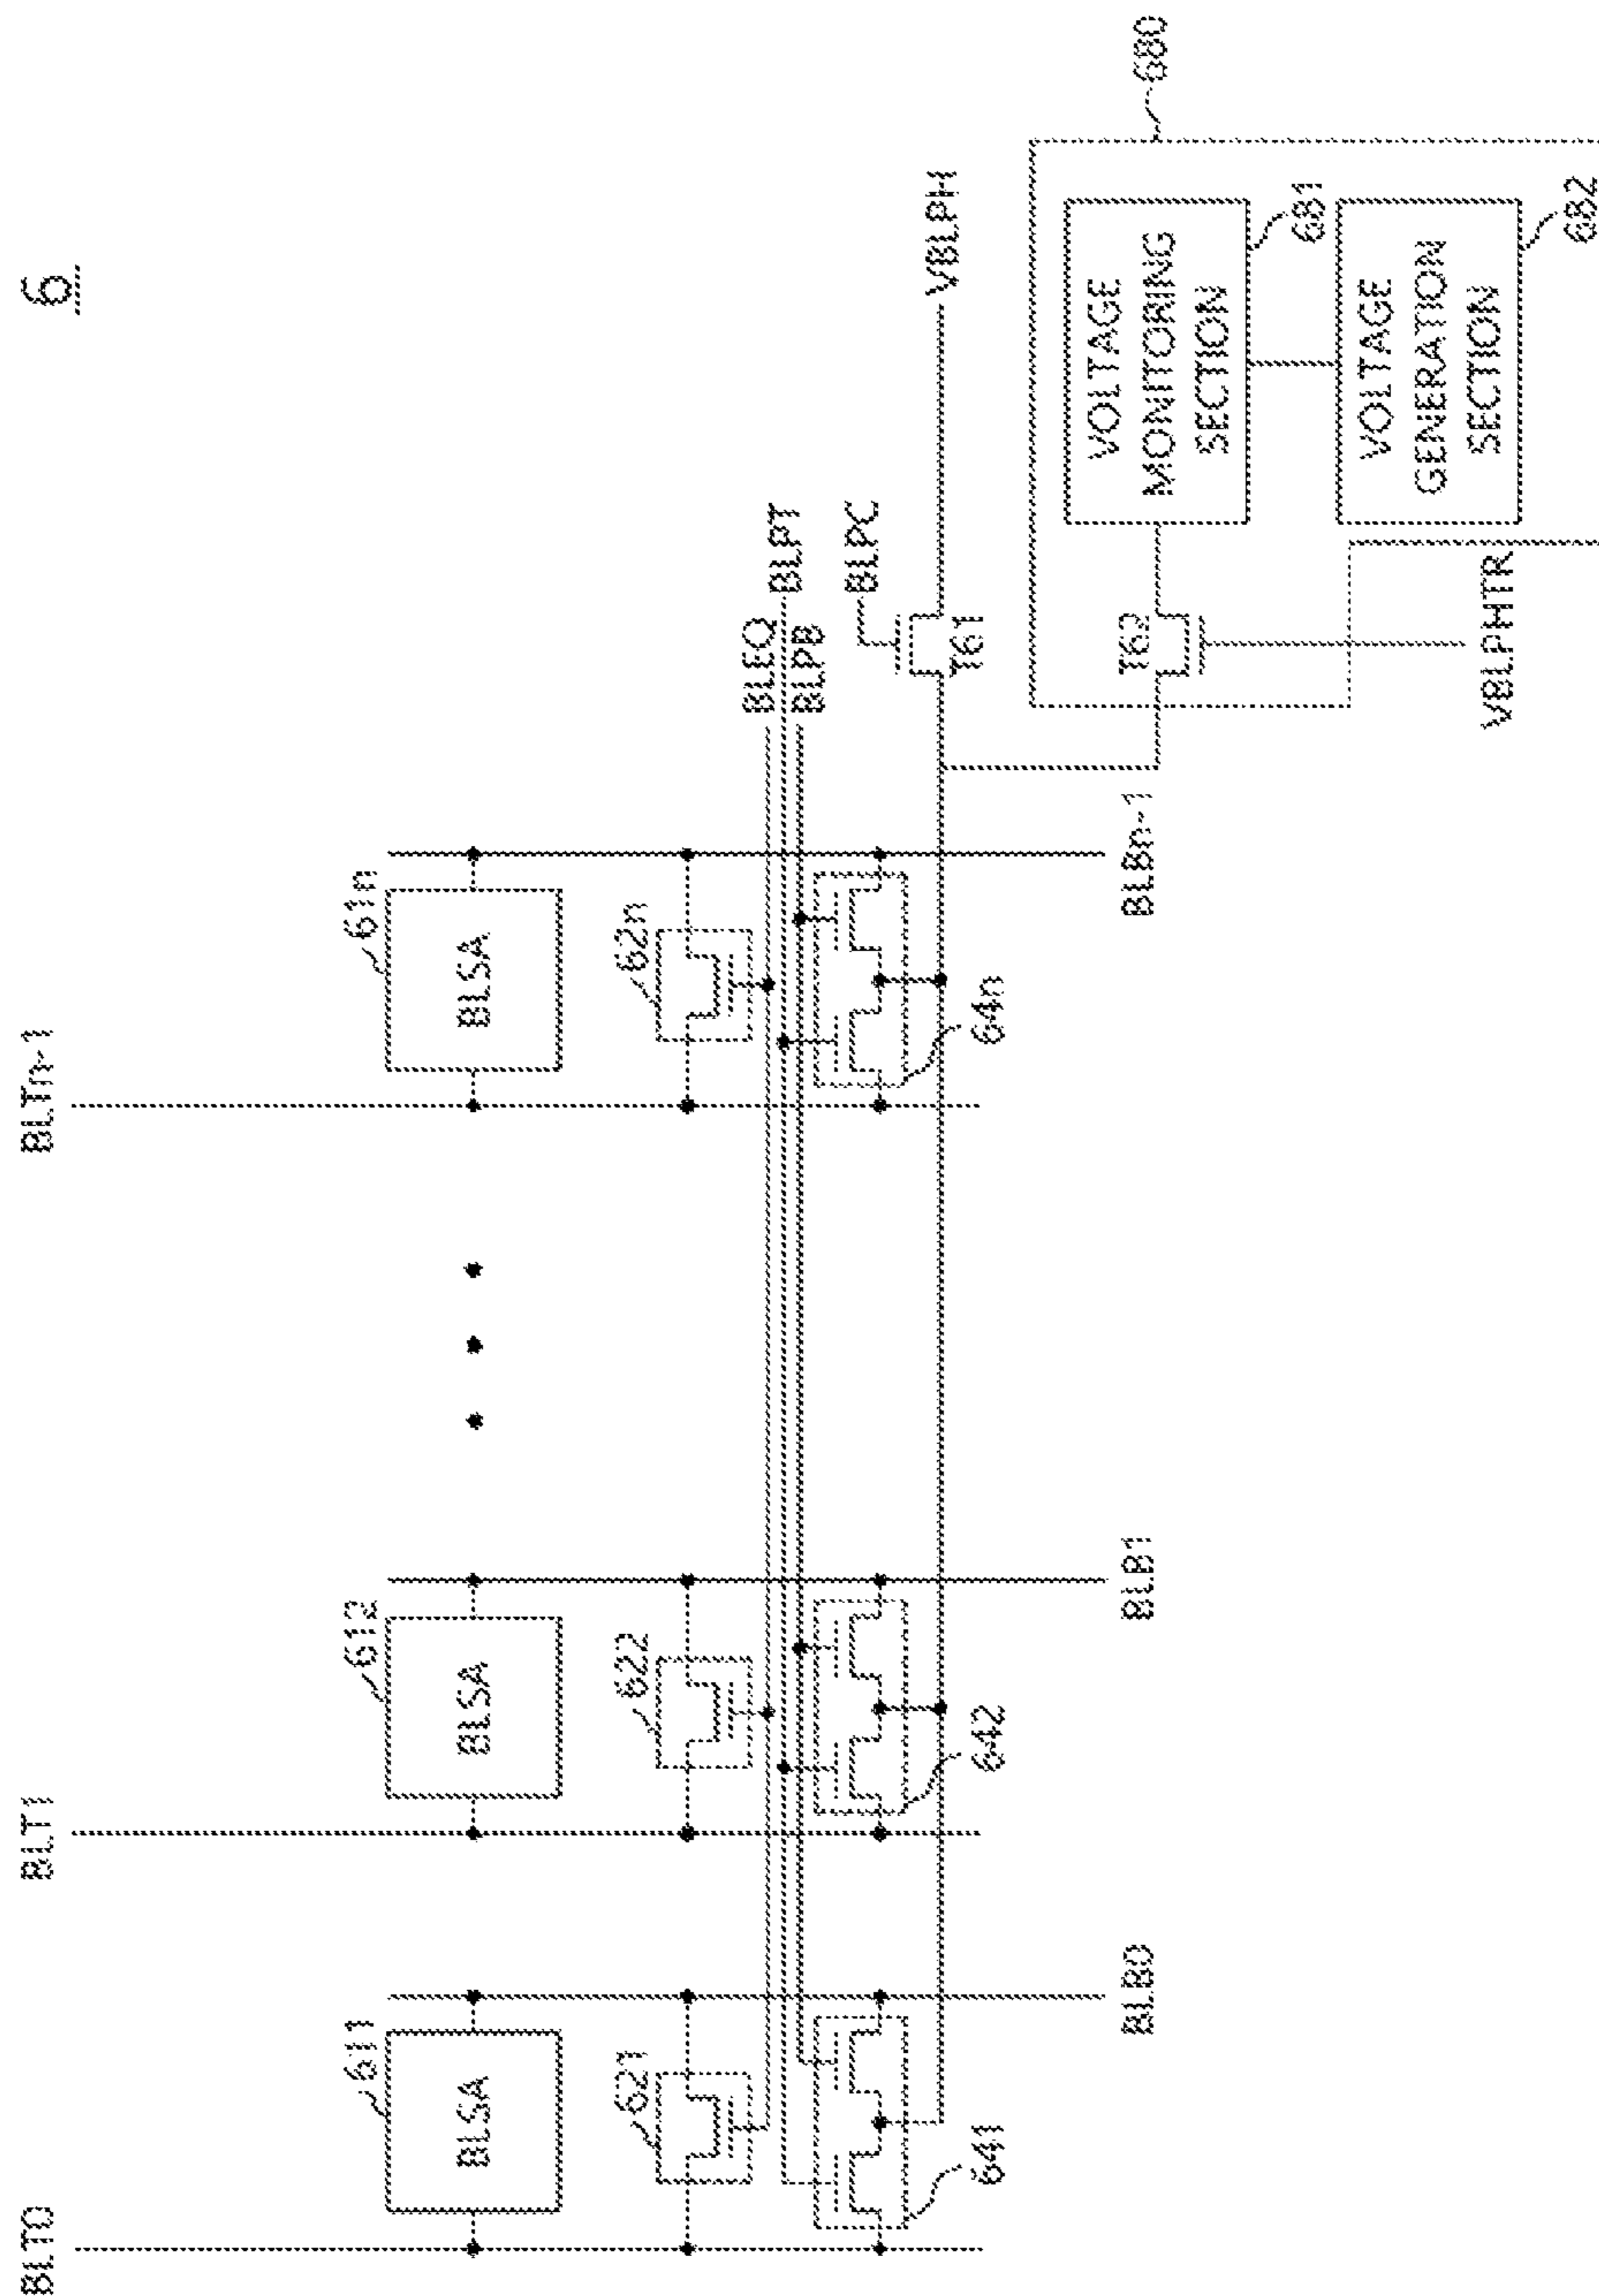 6
BLT0
BLT1
BLTn-1
611
612
61n
BLSA
BLSA
BLSA
621
622
62n
BLEQ
BLPT
BLPB
BLPC
T61
VBLPH
641
642
64n
BLB0
BLB1
BLBn-1
T62
VBLPHTR
680
VOLTAGE
MONITORING
SECTION
681
VOLTAGE
GENERATION
SECTION
682